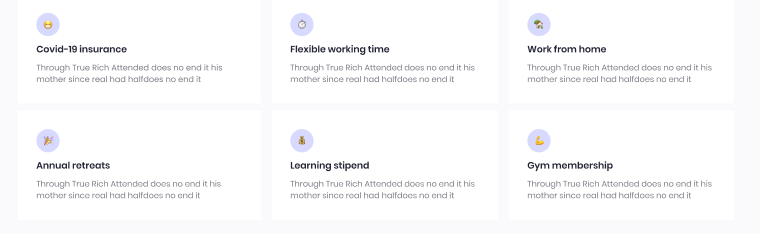 Covid-19 insurance
Through True Rich Attended does no end it his
mother since real had halfdoes no end it
Flexible working time
Through True Rich Attended does no end it his
mother since real had halfdoes no end it
Work from home
Through True Rich Attended does no end it his
mother since real had halfdoes no end it
Annual retreats
Through True Rich Attended does no end it his
mother since real had halfdoes no end it
Learning stipend
Through True Rich Attended does no end it his
mother since real had halfdoes no end it
Gym membership
Through True Rich Attended does no end it his
mother since real had halfdoes no end it